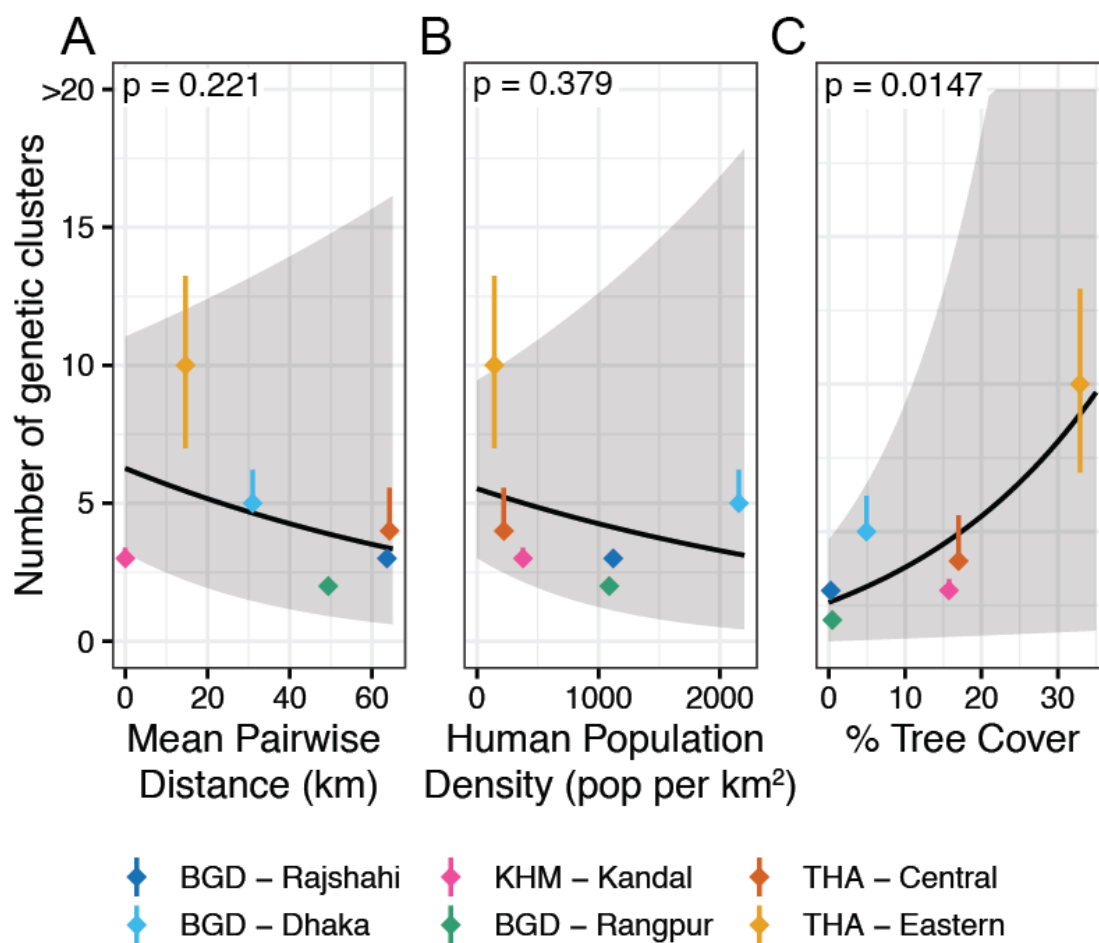 A B C
p = 0.221 p = 0.379 p = 0.0147
>20
15
10
5
0
Number of genetic clusters
0 20 40 60 0 1000 2000 0 10 20 30
Mean Pairwise Human Population % Tree Cover
Distance (km) Density (pop per km²)
BGD – Rajshahi KHM – Kandal THA – Central
BGD – Dhaka BGD – Rangpur THA – Eastern